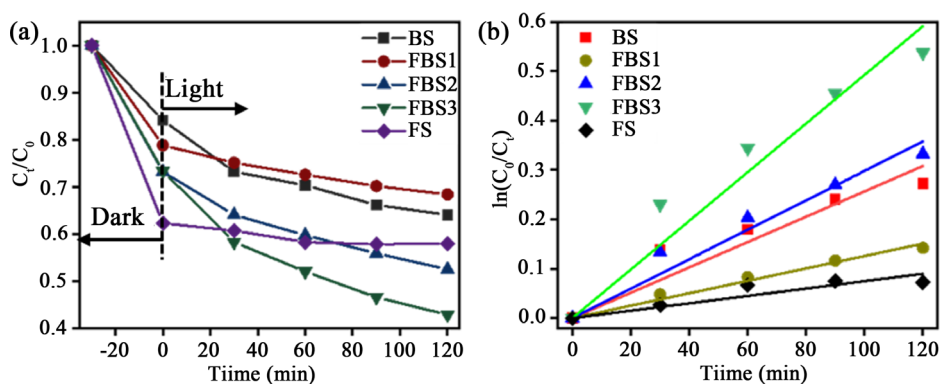 (a)
1.0
0.9
0.8
0.7
0.6
0.5
0.4
Cₜ/C₀
-20 0 20 40 60 80 100 120
Tiime (min)
Light
Dark
BS
FBS1
FBS2
FBS3
FS
(b)
0.6
0.5
0.4
0.3
0.2
0.1
0.0
ln(C₀/Cₜ)
0 20 40 60 80 100 120
Tiime (min)
BS
FBS1
FBS2
FBS3
FS